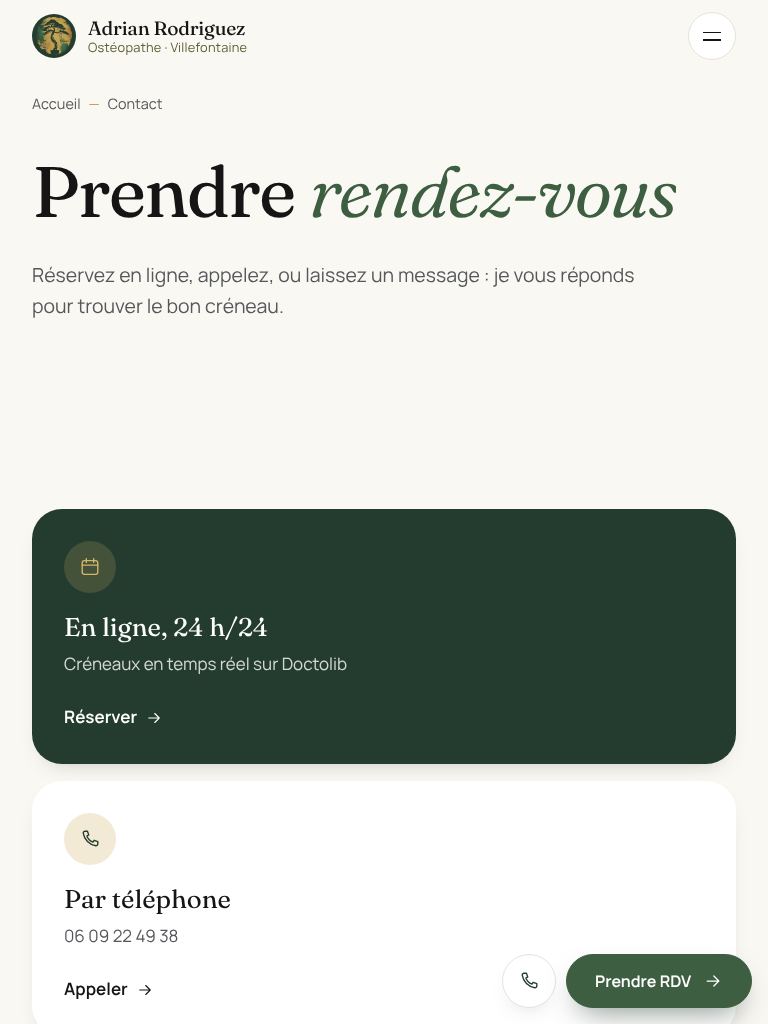 Adrian Rodriguez
Ostéopathe · Villefontaine
Accueil — Contact
Prendre rendez-vous
Réservez en ligne, appelez, ou laissez un message : je vous réponds
pour trouver le bon créneau.
En ligne, 24 h/24
Créneaux en temps réel sur Doctolib
Réserver →
Par téléphone
06 09 22 49 38
Appeler →
Prendre RDV →